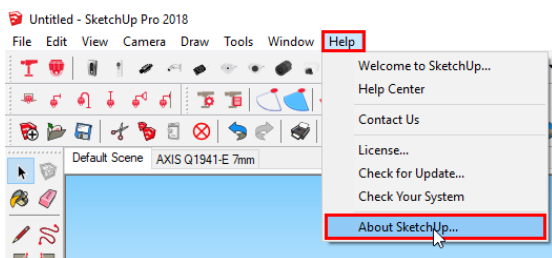 Untitled - SketchUp Pro 2018
File Edit View Camera Draw Tools Window Help
Welcome to SketchUp...
Help Center
Contact Us
License...
Check for Update...
Check Your System
About SketchUp...
Default Scene AXIS Q1941-E 7mm